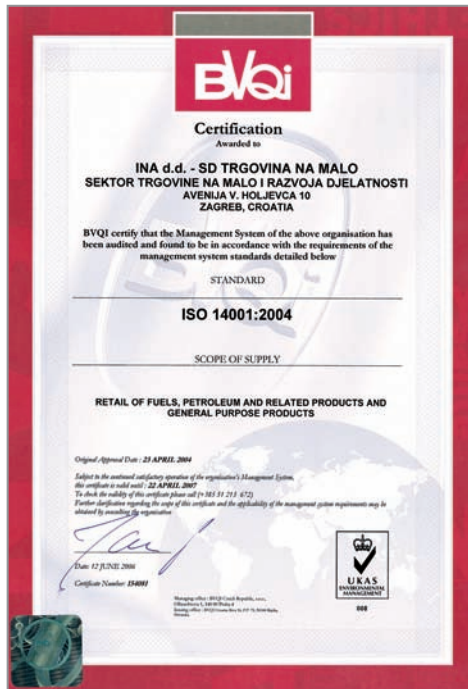 BVQi
Certification
Awarded to
INA d.d. - SD TRGOVINA NA MALO
SEKTOR TRGOVINE NA MALO I RAZVOJA DJELATNOSTI
AVENIJA V. HOLJEVCA 10
ZAGREB, CROATIA
BVQI certify that the Management System of the above organisation has
been audited and found to be in accordance with the requirements of the
management system standards detailed below
STANDARD
ISO 14001:2004
SCOPE OF SUPPLY
RETAIL OF FUELS, PETROLEUM AND RELATED PRODUCTS AND
GENERAL PURPOSE PRODUCTS
Original Approval Date : 23 APRIL 2004
Subject to the continued satisfactory operation of the organisation's Management System,
this certificate is valid until : 22 APRIL 2007
To check the validity of this certificate please call (+385 51 213 672)
Further clarification regarding the scope of this certificate and the applicability of the management system requirements may be
obtained by consulting the organisation
Date: 12 JUNE 2006
Certificate Number: 154081
Managing office : BVQI Czech Republic, s.r.o.,
UKAS
ENVIRONMENTAL
MANAGEMENT
008